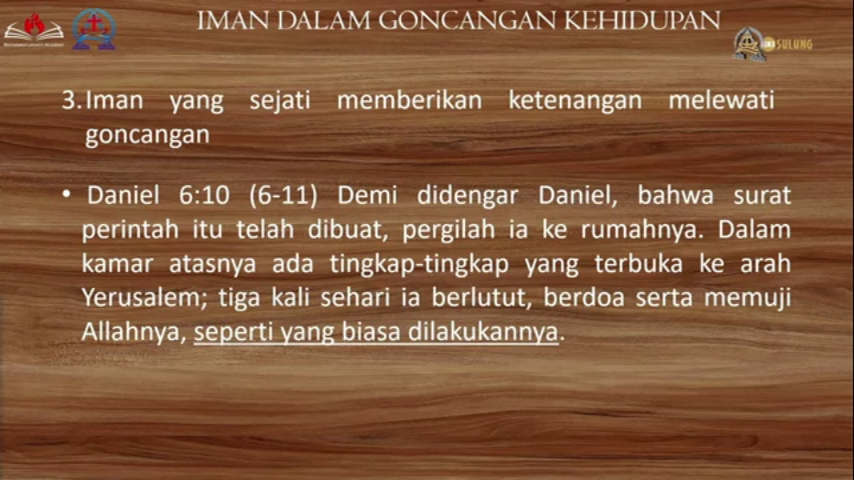 IMAN DALAM GONCANGAN KEHIDUPAN
SULUNG
3. Iman yang sejati memberikan ketenangan melewati
goncangan
• Daniel 6:10 (6-11) Demi didengar Daniel, bahwa surat
perintah itu telah dibuat, pergilah ia ke rumahnya. Dalam
kamar atasnya ada tingkap-tingkap yang terbuka ke arah
Yerusalem; tiga kali sehari ia berlutut, berdoa serta memuji
Allahnya, seperti yang biasa dilakukannya.